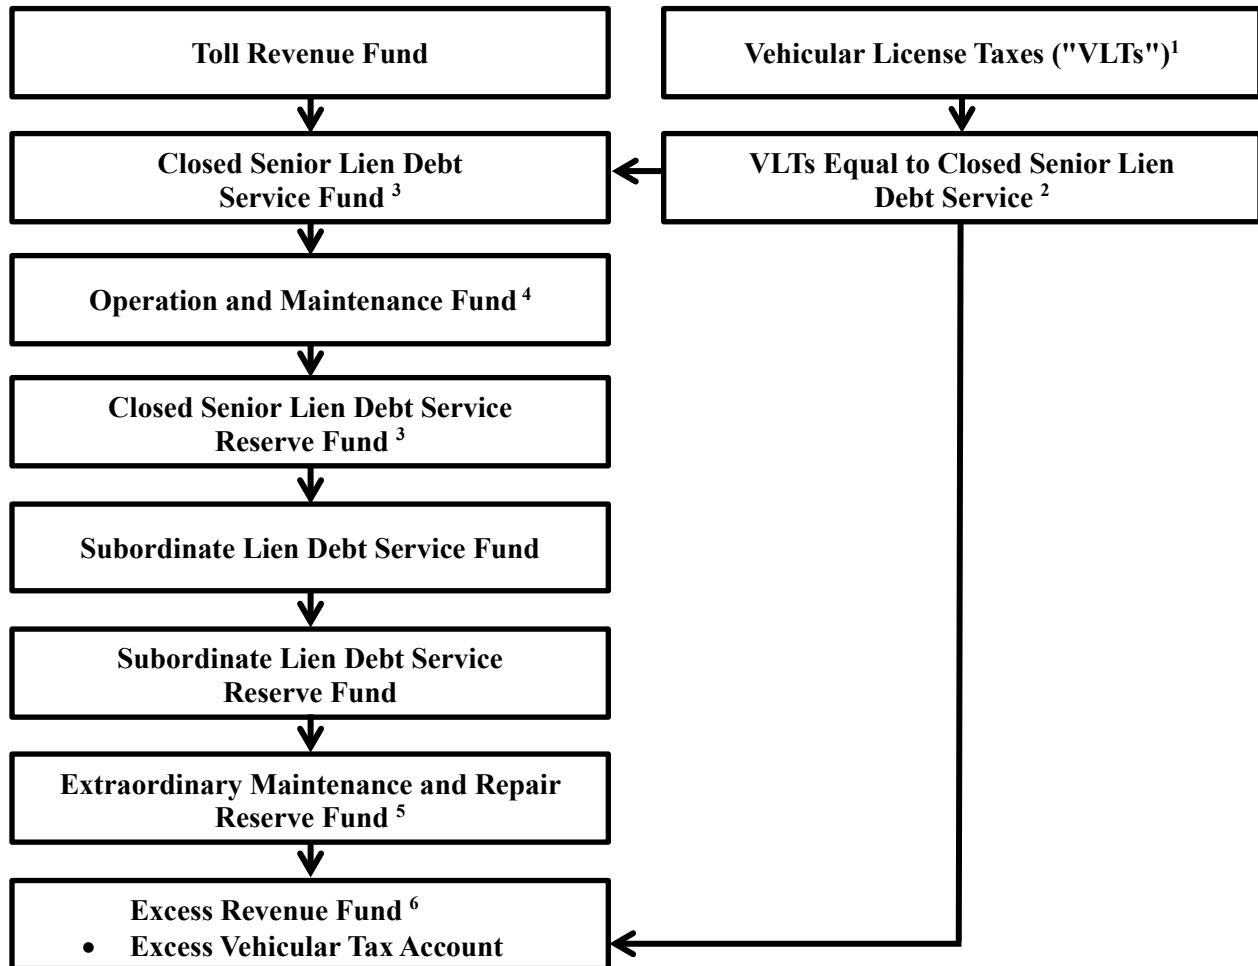 Toll Revenue Fund
Vehicular License Taxes ("VLTs")1
Closed Senior Lien Debt
Service Fund 3
VLTs Equal to Closed Senior Lien
Debt Service 2
Operation and Maintenance Fund 4
Closed Senior Lien Debt Service
Reserve Fund 3
Subordinate Lien Debt Service Fund
Subordinate Lien Debt Service
Reserve Fund
Extraordinary Maintenance and Repair
Reserve Fund 5
Excess Revenue Fund 6
• Excess Vehicular Tax Account